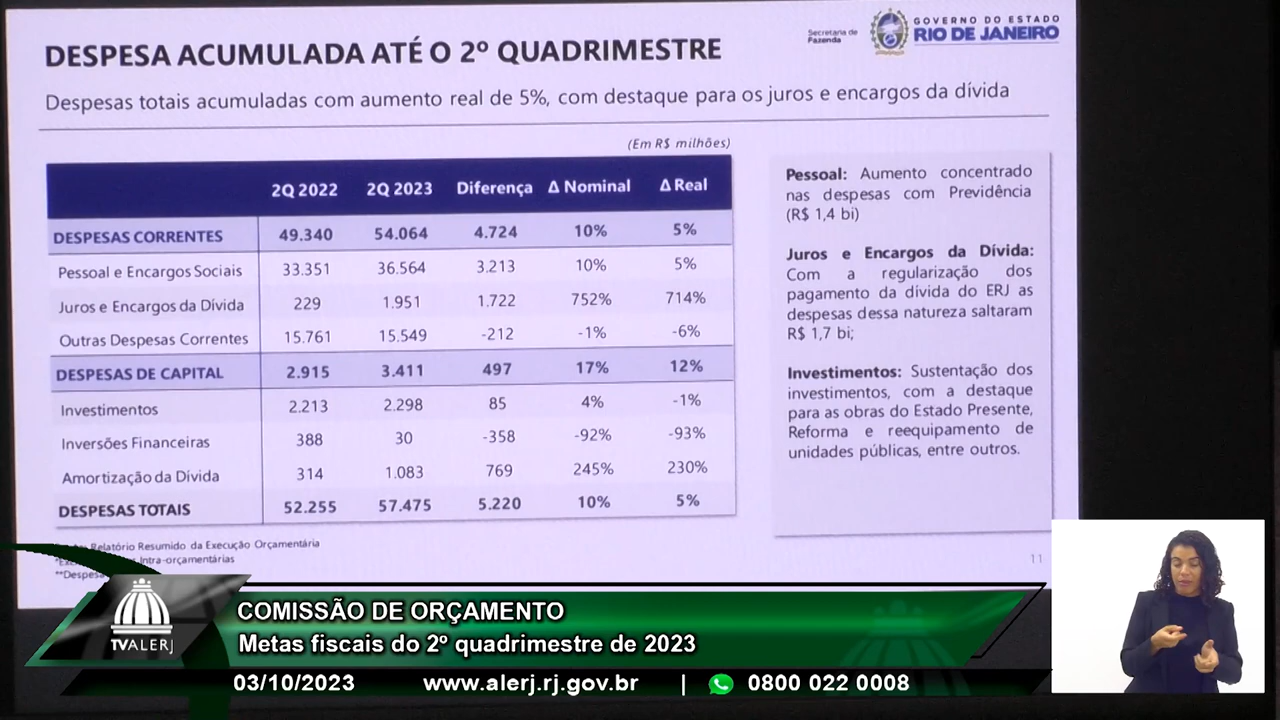 DESPESA ACUMULADA ATÉ O 2º QUADRIMESTRE
Secretaria de
Fazenda
GOVERNO DO ESTADO
RIO DE JANEIRO
Despesas totais acumuladas com aumento real de 5%, com destaque para os juros e encargos da dívida
(Em R$ milhões)
2Q 2022 2Q 2023 Diferença Δ Nominal Δ Real
DESPESAS CORRENTES 49.340 54.064 4.724 10% 5%
Pessoal e Encargos Sociais 33.351 36.564 3.213 10% 5%
Juros e Encargos da Dívida 229 1.951 1.722 752% 714%
Outras Despesas Correntes 15.761 15.549 -212 -1% -6%
DESPESAS DE CAPITAL 2.915 3.411 497 17% 12%
Investimentos 2.213 2.298 85 4% -1%
Inversões Financeiras 388 30 -358 -92% -93%
Amortização da Dívida 314 1.083 769 245% 230%
DESPESAS TOTAIS 52.255 57.475 5.220 10% 5%
Pessoal: Aumento concentrado
nas despesas com Previdência
(R$ 1,4 bi)
Juros e Encargos da Dívida:
Com a regularização dos
pagamento da dívida do ERJ as
despesas dessa natureza saltaram
R$ 1,7 bi;
Investimentos: Sustentação dos
investimentos, com a destaque
para as obras do Estado Presente,
Reforma e reequipamento de
unidades públicas, entre outros.
Relatório Resumido da Execução Orçamentária
Intra-orçamentárias
**Despesa
11
TVALERJ
COMISSÃO DE ORÇAMENTO
Metas fiscais do 2º quadrimestre de 2023
03/10/2023 www.alerj.rj.gov.br | 0800 022 0008